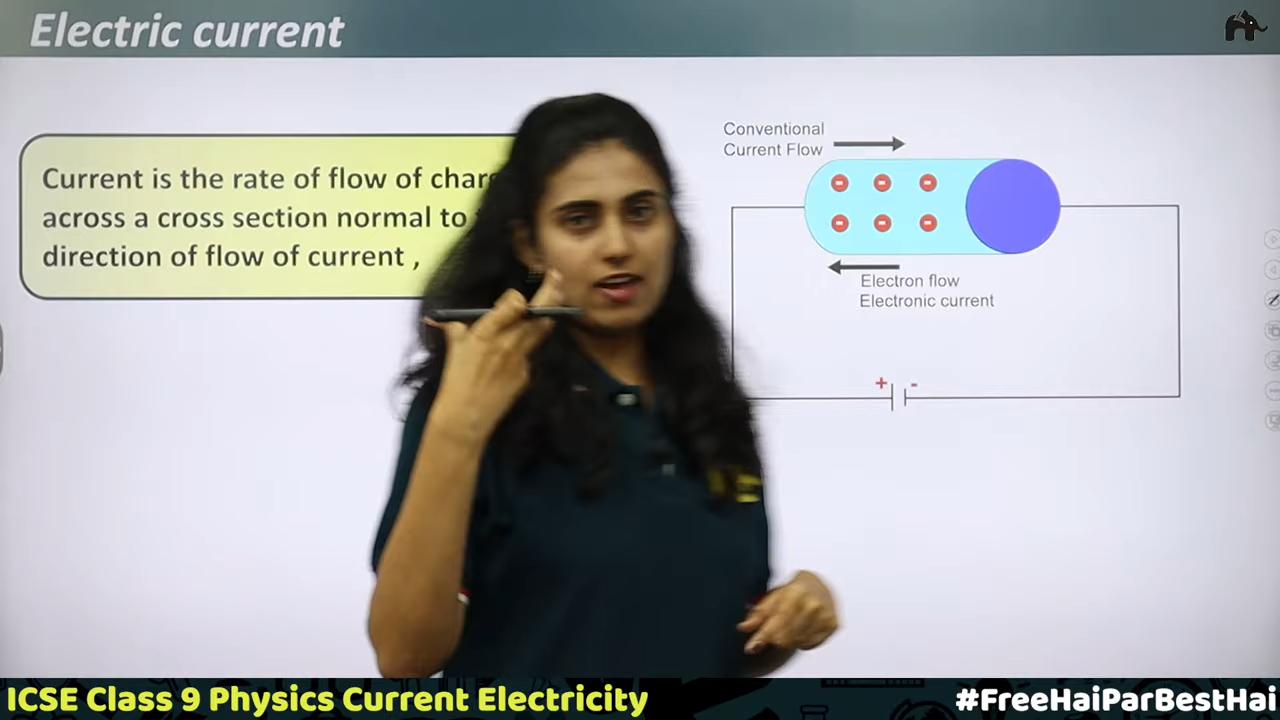 Electric current
Current is the rate of flow of
across a cross section normal to
direction of flow of current ,
Conventional
Current Flow
Electron flow
Electronic current
+ -
ICSE Class 9 Physics Current Electricity
#FreeHaiParBestHai